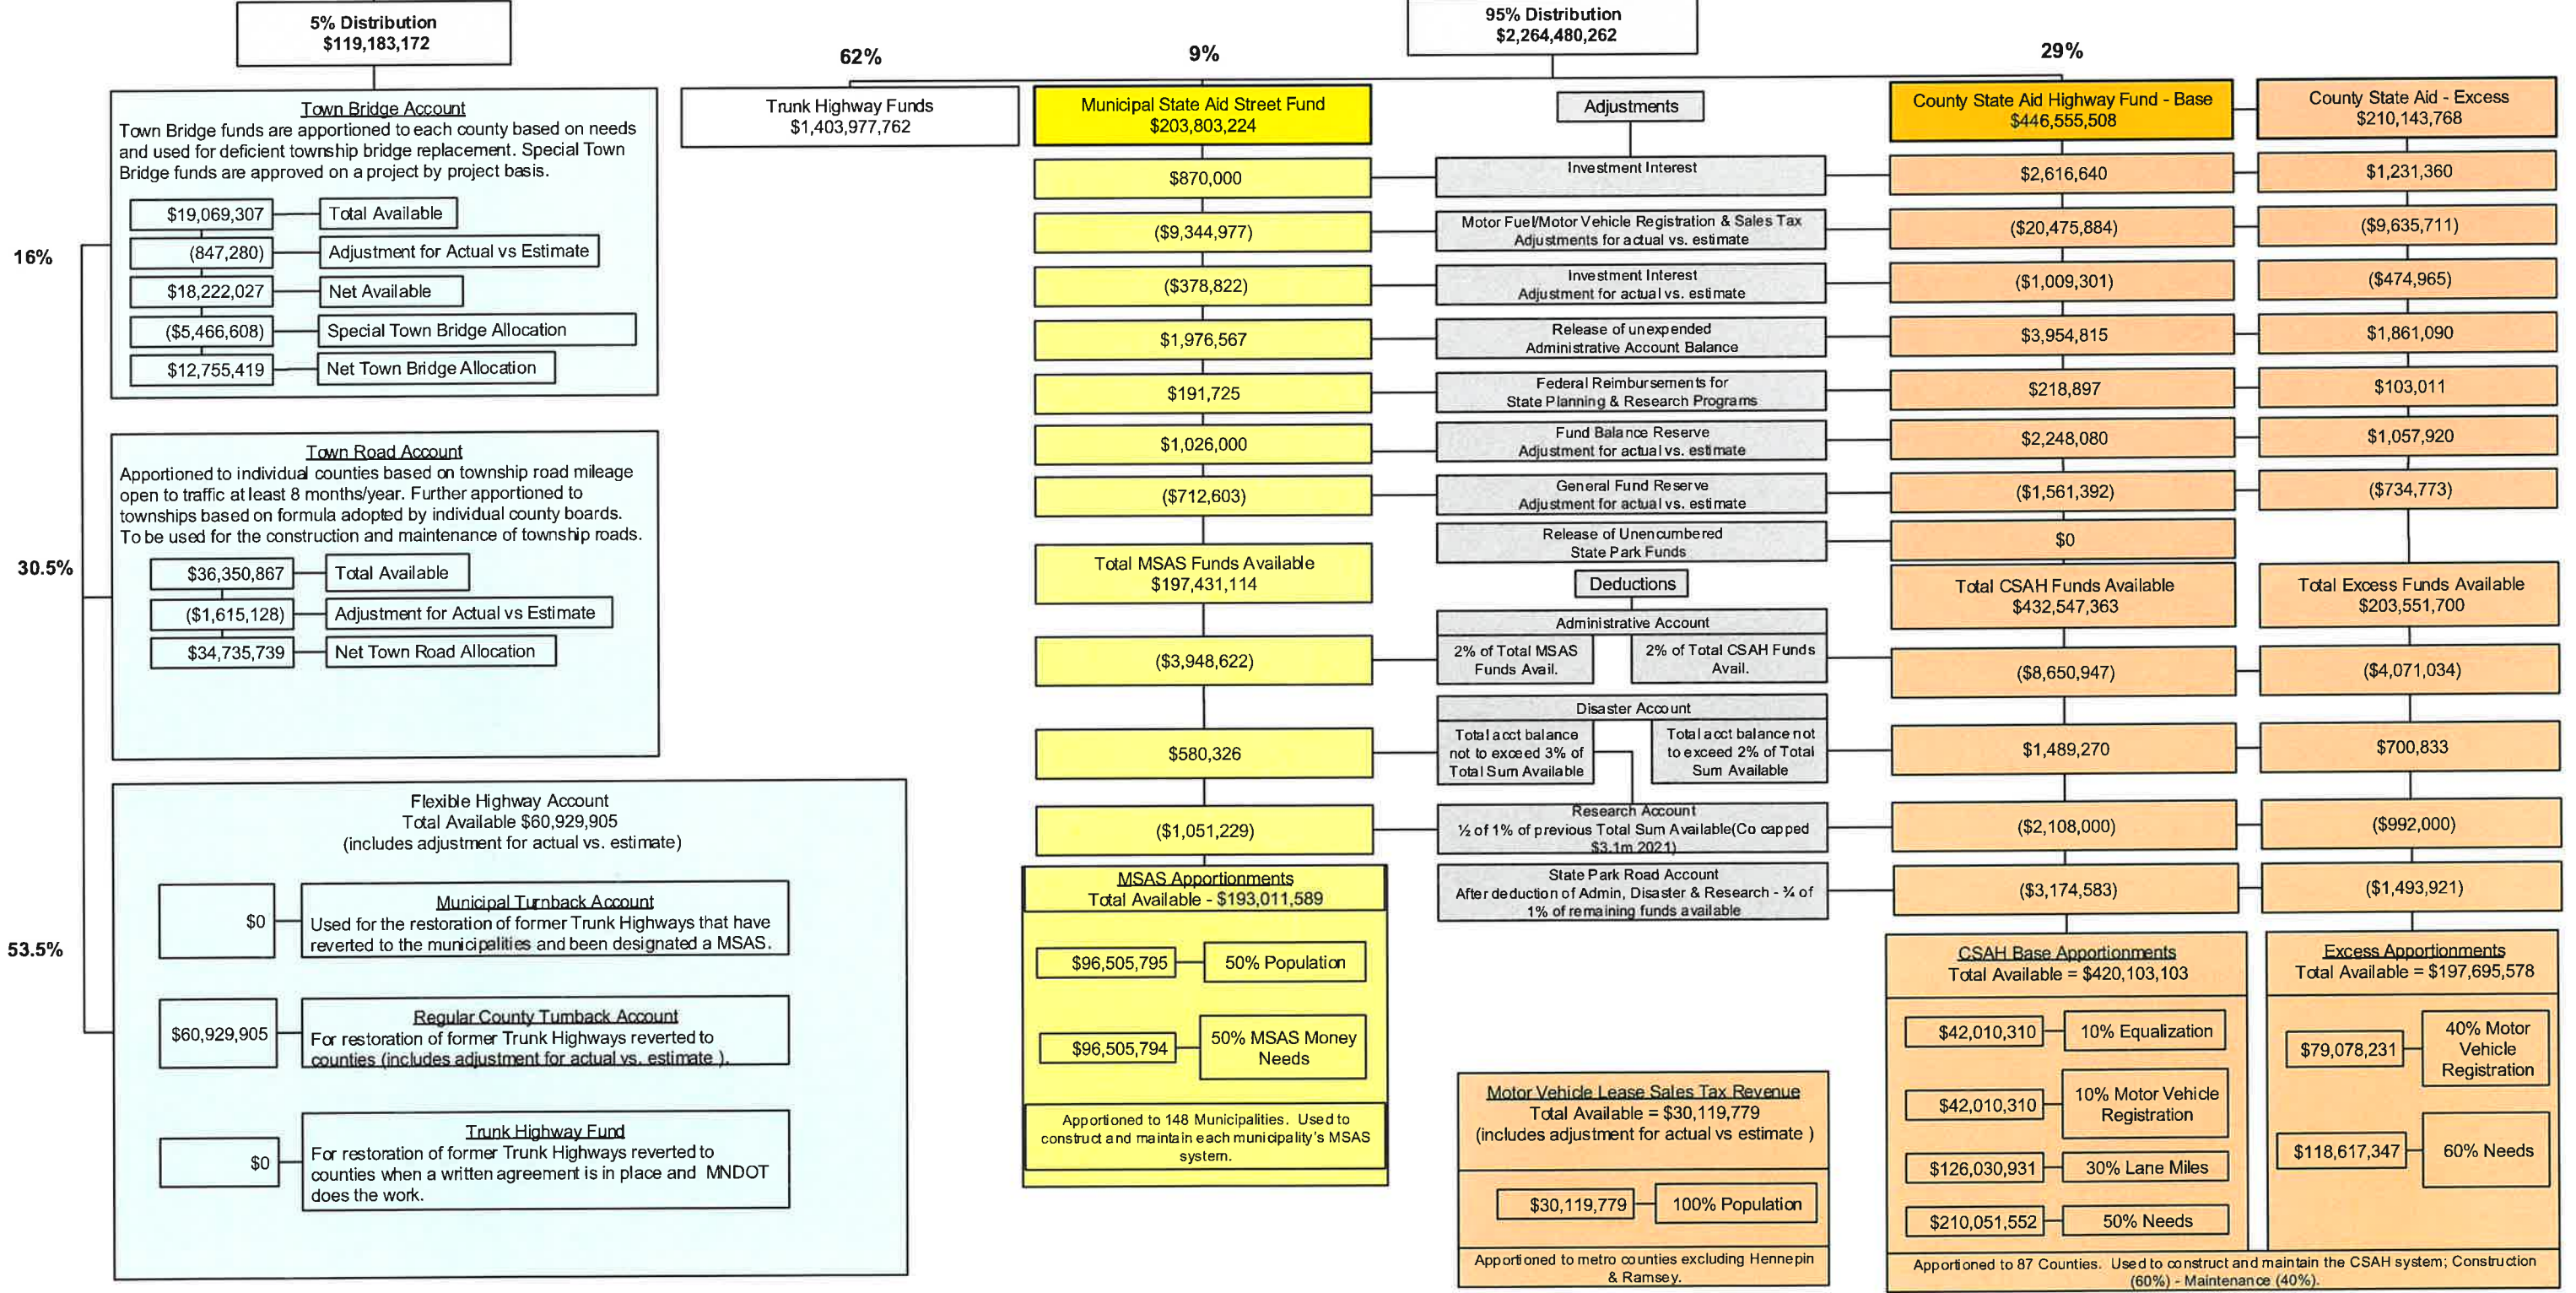 5% Distribution
$119,183,172
95% Distribution
$2,264,480,262
62%
9%
29%
16%
30.5%
53.5%
Town Bridge Account
Town Bridge funds are apportioned to each county based on needs
and used for deficient township bridge replacement. Special Town
Bridge funds are approved on a project by project basis.
$19,069,307 Total Available
(847,280) Adjustment for Actual vs Estimate
$18,222,027 Net Available
($5,466,608) Special Town Bridge Allocation
$12,755,419 Net Town Bridge Allocation
Town Road Account
Apportioned to individual counties based on township road mileage
open to traffic at least 8 months/year. Further apportioned to
townships based on formula adopted by individual county boards.
To be used for the construction and maintenance of township roads.
$36,350,867 Total Available
($1,615,128) Adjustment for Actual vs Estimate
$34,735,739 Net Town Road Allocation
Flexible Highway Account
Total Available $60,929,905
(includes adjustment for actual vs. estimate)
$0
Municipal Turnback Account
Used for the restoration of former Trunk Highways that have
reverted to the municipalities and been designated a MSAS.
$60,929,905
Regular County Turnback Account
For restoration of former Trunk Highways reverted to
counties (includes adjustment for actual vs. estimate ).
$0
Trunk Highway Fund
For restoration of former Trunk Highways reverted to
counties when a written agreement is in place and MNDOT
does the work.
Trunk Highway Funds
$1,403,977,762
Municipal State Aid Street Fund
$203,803,224
$870,000
($9,344,977)
($378,822)
$1,976,567
$191,725
$1,026,000
($712,603)
Total MSAS Funds Available
$197,431,114
($3,948,622)
$580,326
($1,051,229)
MSAS Apportionments
Total Available - $193,011,589
$96,505,795 50% Population
$96,505,794 50% MSAS Money
Needs
Apportioned to 148 Municipalities. Used to
construct and maintain each municipality's MSAS
system.
Adjustments
Investment Interest
Motor Fuel/Motor Vehicle Registration & Sales Tax
Adjustments for actual vs. estimate
Investment Interest
Adjustment for actual vs. estimate
Release of unexpended
Administrative Account Balance
Federal Reimbursements for
State Planning & Research Programs
Fund Balance Reserve
Adjustment for actual vs. estimate
General Fund Reserve
Adjustment for actual vs. estimate
Release of Unencumbered
State Park Funds
Deductions
Administrative Account
2% of Total MSAS
Funds Avail.
2% of Total CSAH Funds
Avail.
Disaster Account
Total acct balance
not to exceed 3% of
Total Sum Available
Total acct balance not
to exceed 2% of Total
Sum Available
Research Account
½ of 1% of previous Total Sum Available(Co capped
$3.1m 2021)
State Park Road Account
After deduction of Admin, Disaster & Research - ¾ of
1% of remaining funds available
Motor Vehicle Lease Sales Tax Revenue
Total Available = $30,119,779
(includes adjustment for actual vs estimate )
$30,119,779 100% Population
Apportioned to metro counties excluding Hennepin
& Ramsey.
County State Aid Highway Fund - Base
$446,555,508
$2,616,640
($20,475,884)
($1,009,301)
$3,954,815
$218,897
$2,248,080
($1,561,392)
$0
Total CSAH Funds Available
$432,547,363
($8,650,947)
$1,489,270
($2,108,000)
($3,174,583)
CSAH Base Apportionments
Total Available = $420,103,103
$42,010,310 10% Equalization
$42,010,310 10% Motor Vehicle
Registration
$126,030,931 30% Lane Miles
$210,051,552 50% Needs
County State Aid - Excess
$210,143,768
$1,231,360
($9,635,711)
($474,965)
$1,861,090
$103,011
$1,057,920
($734,773)
Total Excess Funds Available
$203,551,700
($4,071,034)
$700,833
($992,000)
($1,493,921)
Excess Apportionments
Total Available = $197,695,578
$79,078,231
40% Motor
Vehicle
Registration
$118,617,347 60% Needs
Apportioned to 87 Counties. Used to construct and maintain the CSAH system; Construction
(60%) - Maintenance (40%).